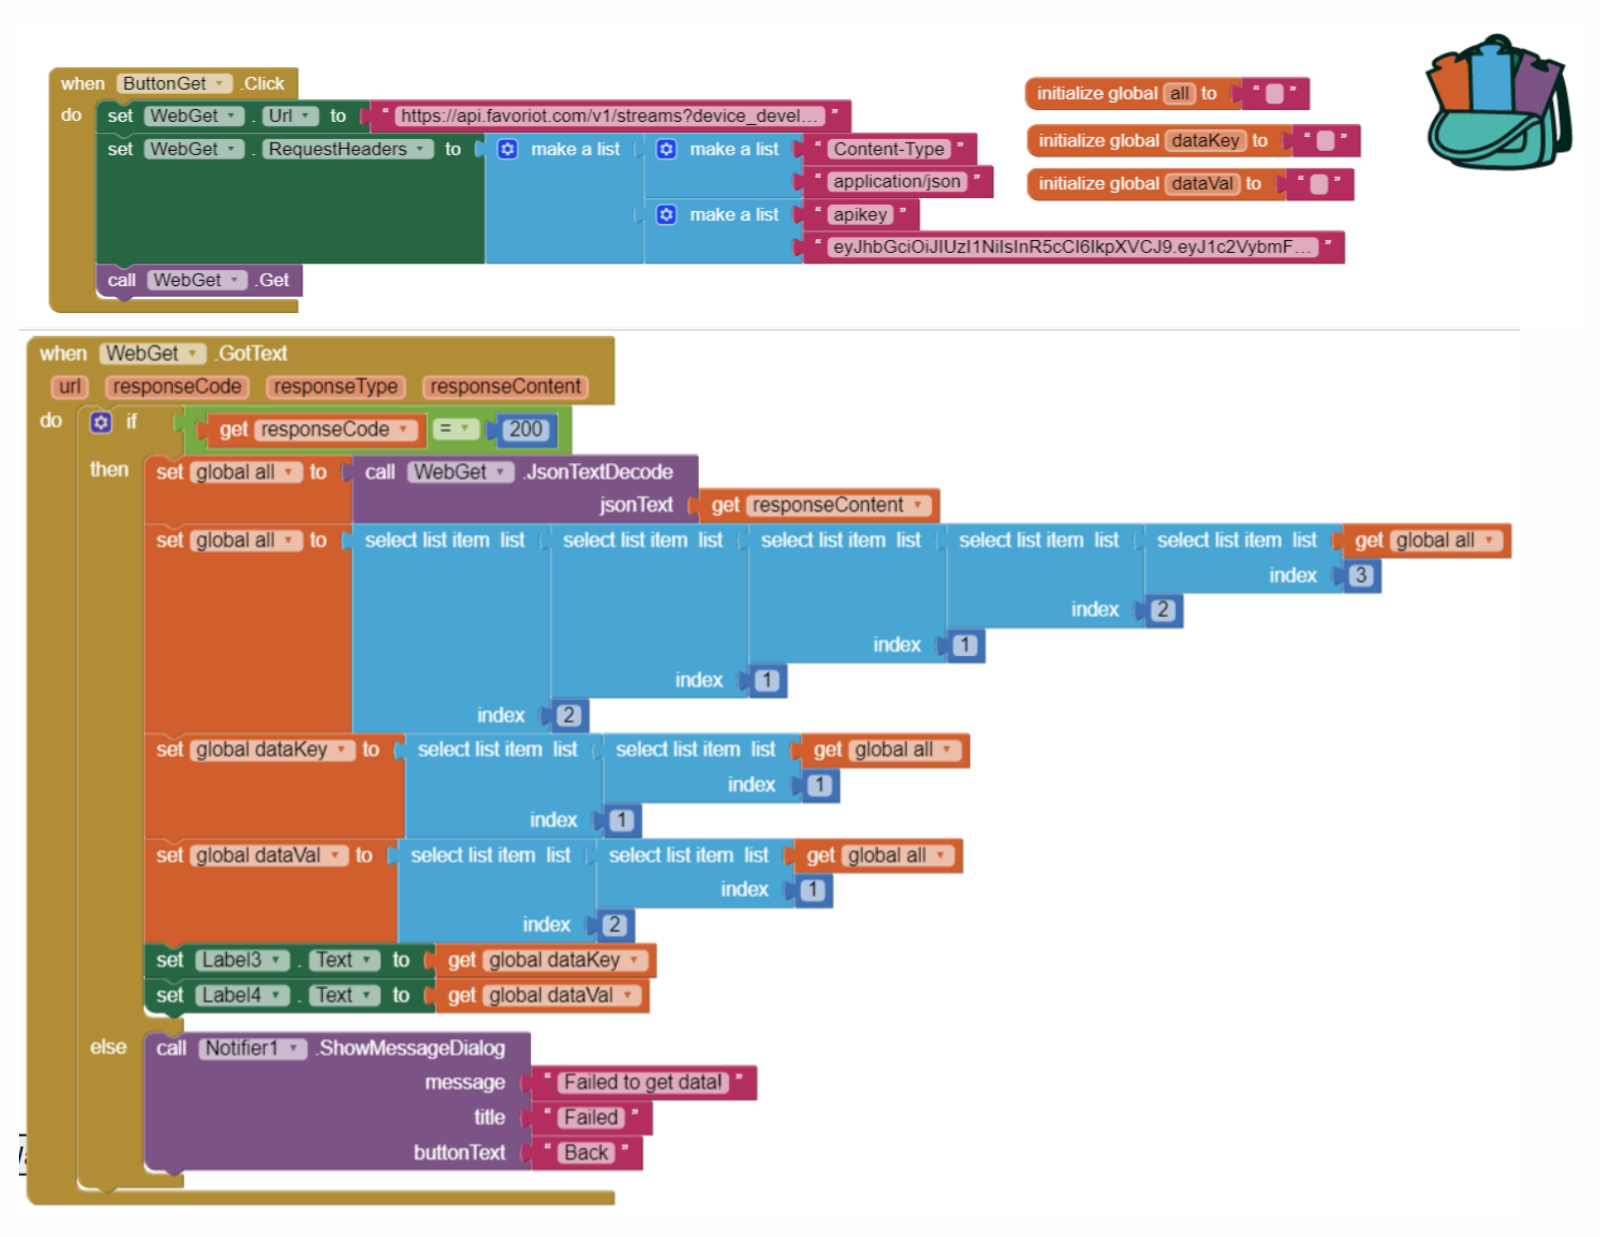 when ButtonGet .Click
do set WebGet . Url to " https://api.favoriot.com/v1/streams?device_devel... "
set WebGet . RequestHeaders to make a list make a list " Content-Type "
" application/json "
make a list " apikey "
" eyJhbGciOiJIUzI1NiIsInR5cCI6IkpXVCJ9.eyJ1c2VybmF... "
call WebGet .Get
initialize global all to " "
initialize global dataKey to " "
initialize global dataVal to " "
when WebGet .GotText
url responseCode responseType responseContent
do if get responseCode = 200
then set global all to call WebGet .JsonTextDecode
jsonText get responseContent
set global all to select list item list select list item list select list item list select list item list select list item list get global all
index 3
index 2
index 1
index 1
index 2
set global dataKey to select list item list select list item list get global all
index 1
index 1
set global dataVal to select list item list select list item list get global all
index 1
index 2
set Label3 . Text to get global dataKey
set Label4 . Text to get global dataVal
else call Notifier1 .ShowMessageDialog
message " Failed to get data! "
title " Failed "
buttonText " Back "